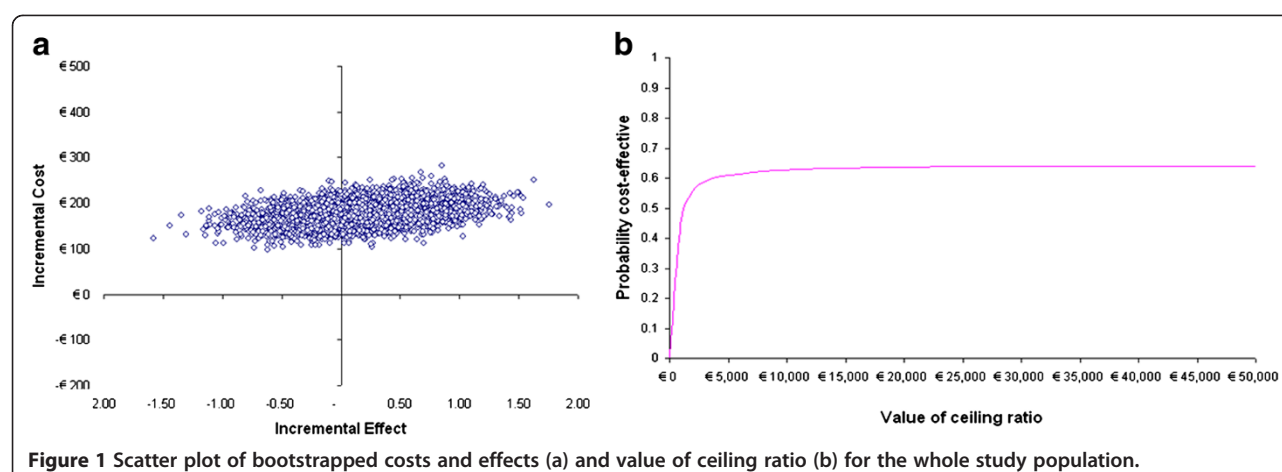 a
€ 500
€ 400
€ 300
€ 200
€ 100
€ 0
-€ 100
-€ 200
2.00 -1.50 -1.00 -0.50 - 0.50 1.00 1.50 2.00
Incremental Cost
Incremental Effect
b
1
0.9
0.8
0.7
0.6
0.5
0.4
0.3
0.2
0.1
0
€ 0 € 5,000 € 10,000 € 15,000 € 20,000 € 25,000 € 30,000 € 35,000 € 40,000 € 45,000 € 50,000
Probability cost-effective
Value of ceiling ratio
Figure 1 Scatter plot of bootstrapped costs and effects (a) and value of ceiling ratio (b) for the whole study population.